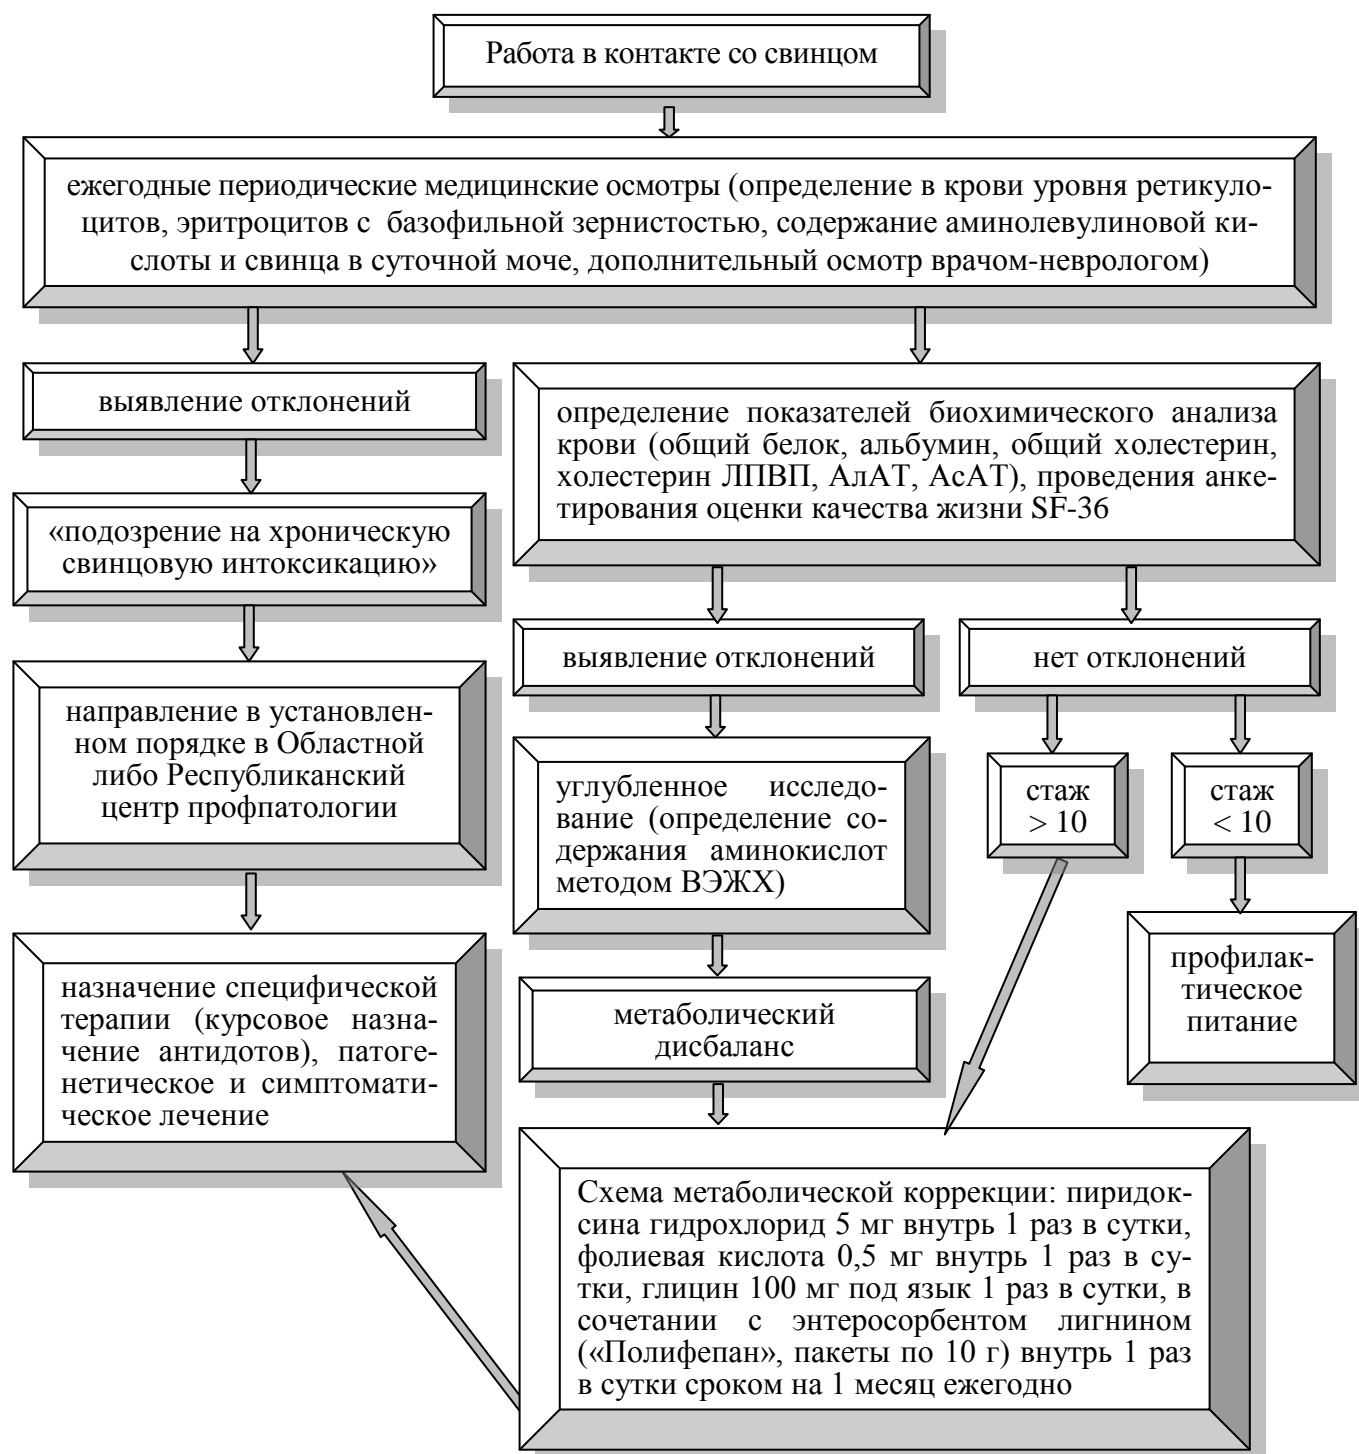 Работа в контакте со свинцом
ежегодные периодические медицинские осмотры (определение в крови уровня ретикуло-
цитов, эритроцитов с базофильной зернистостью, содержание аминолевулиновой ки-
слоты и свинца в суточной моче, дополнительный осмотр врачом-неврологом)
выявление отклонений
«подозрение на хроническую
свинцовую интоксикацию»
направление в установлен-
ном порядке в Областной
либо Республиканский
центр профпатологии
назначение специфической
терапии (курсовое назна-
чение антидотов), патоге-
нетическое и симптомати-
ческое лечение
определение показателей биохимического анализа
крови (общий белок, альбумин, общий холестерин,
холестерин ЛПВП, АлАТ, АсАТ), проведения анке-
тирования оценки качества жизни SF-36
выявление отклонений
углубленное исследо-
вание (определение со-
держания аминокислот
методом ВЭЖХ)
метаболический
дисбаланс
нет отклонений
стаж
> 10
стаж
< 10
профилак-
тическое
питание
Схема метаболической коррекции: пиридок-
сина гидрохлорид 5 мг внутрь 1 раз в сутки,
фолиевая кислота 0,5 мг внутрь 1 раз в су-
тки, глицин 100 мг под язык 1 раз в сутки, в
сочетании с энтеросорбентом лигнином
(«Полифепан», пакеты по 10 г) внутрь 1 раз
в сутки сроком на 1 месяц ежегодно